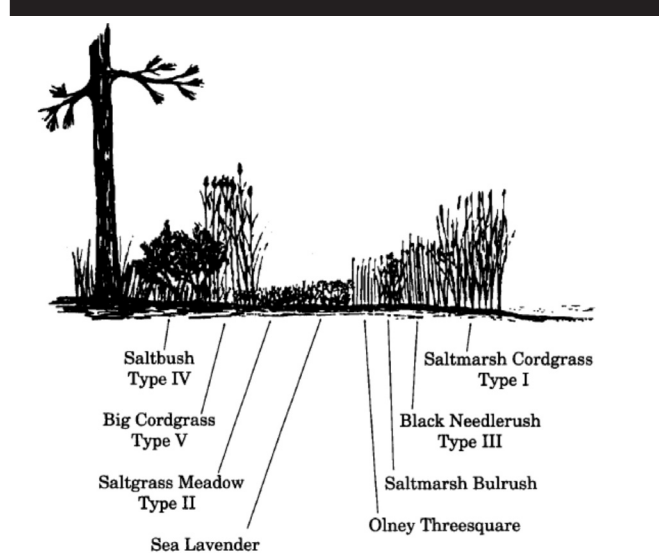 Saltbush
Type IV
Saltmarsh Cordgrass
Type I
Big Cordgrass
Type V
Black Needlerush
Type III
Saltgrass Meadow
Type II
Saltmarsh Bulrush
Olney Threesquare
Sea Lavender